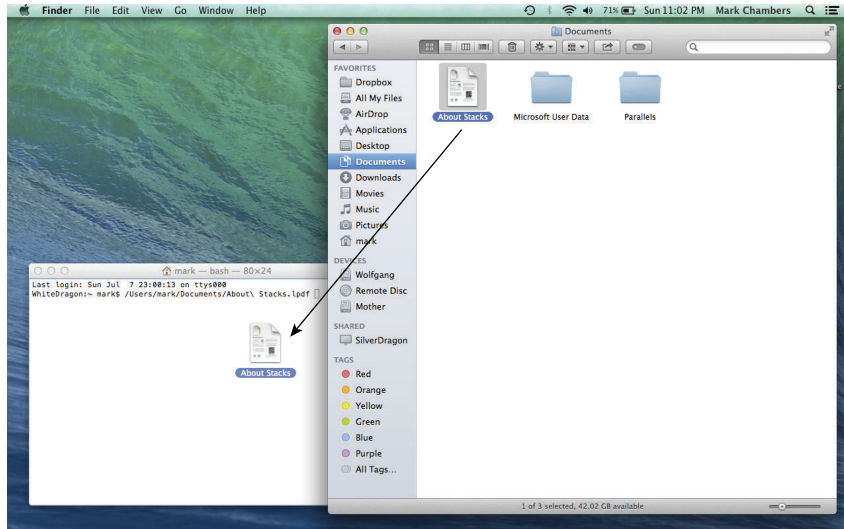 Finder File Edit View Go Window Help 71% Sun 11:02 PM Mark Chambers
Documents
FAVORITES
Dropbox
All My Files
AirDrop
Applications
Desktop
Documents
Downloads
Movies
Music
Pictures
mark
DEVICES
Wolfgang
Remote Disc
Mother
SHARED
SilverDragon
TAGS
Red
Orange
Yellow
Green
Blue
Purple
All Tags...
About Stacks Microsoft User Data Parallels
1 of 3 selected, 42.02 GB available
mark — bash — 80×24
Last login: Sun Jul 7 23:00:13 on ttys000
WhiteDragon:~ mark$ /Users/mark/Documents/About\ Stacks.lpdf
About Stacks